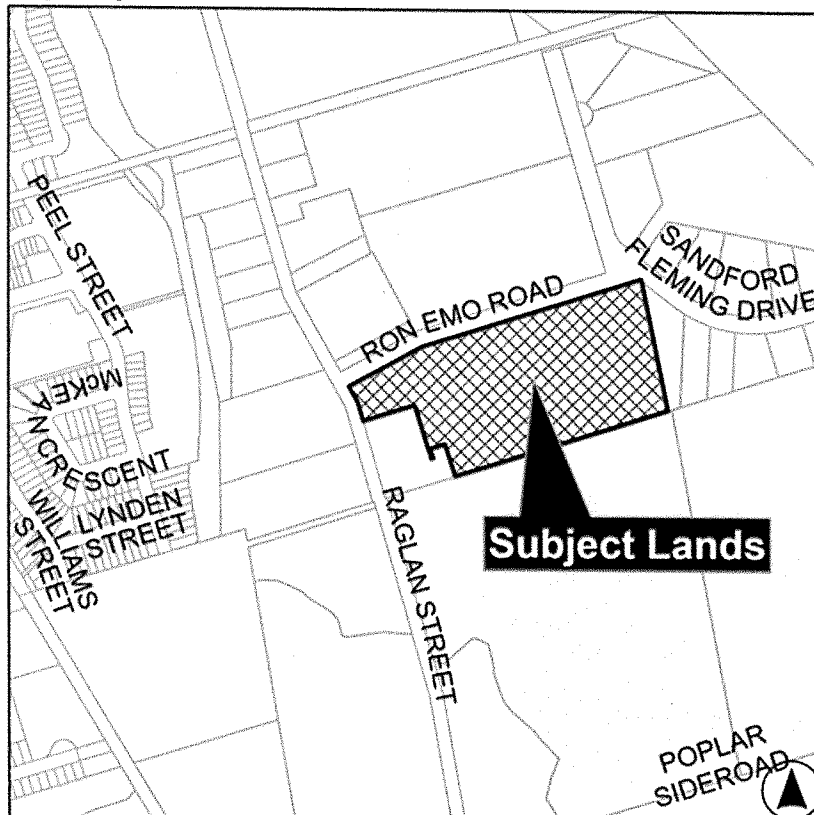 PEEL STREET
SANDFORD
FLEMING DRIVE
RON EMO ROAD
McKEAN CRESCENT
LYNDEN
STREET
WILLIAMS
STREET
RAGLAN STREET
Subject Lands
POPLAR
SIDEROAD